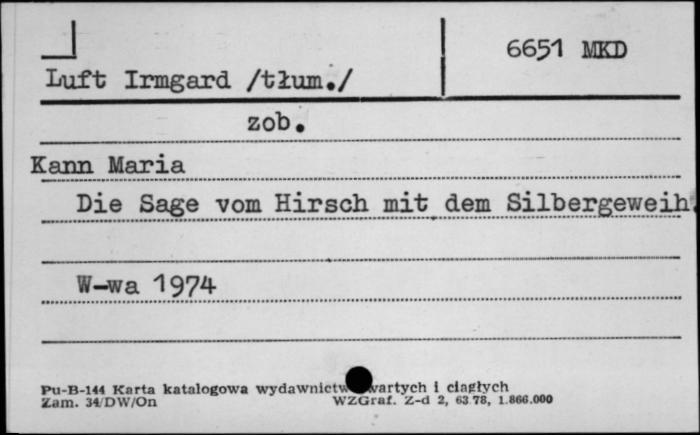 6651 MKD
Luft Irmgard /tłum./
zob.
Kann Maria
Die Sage vom Hirsch mit dem Silbergeweih.
W-wa 1974
Pu-B-144 Karta katalogowa wydawnictw wartych i ciągłych
Zam. 34/DW/On WZGraf. Z-d 2, 63 78, 1.866.000